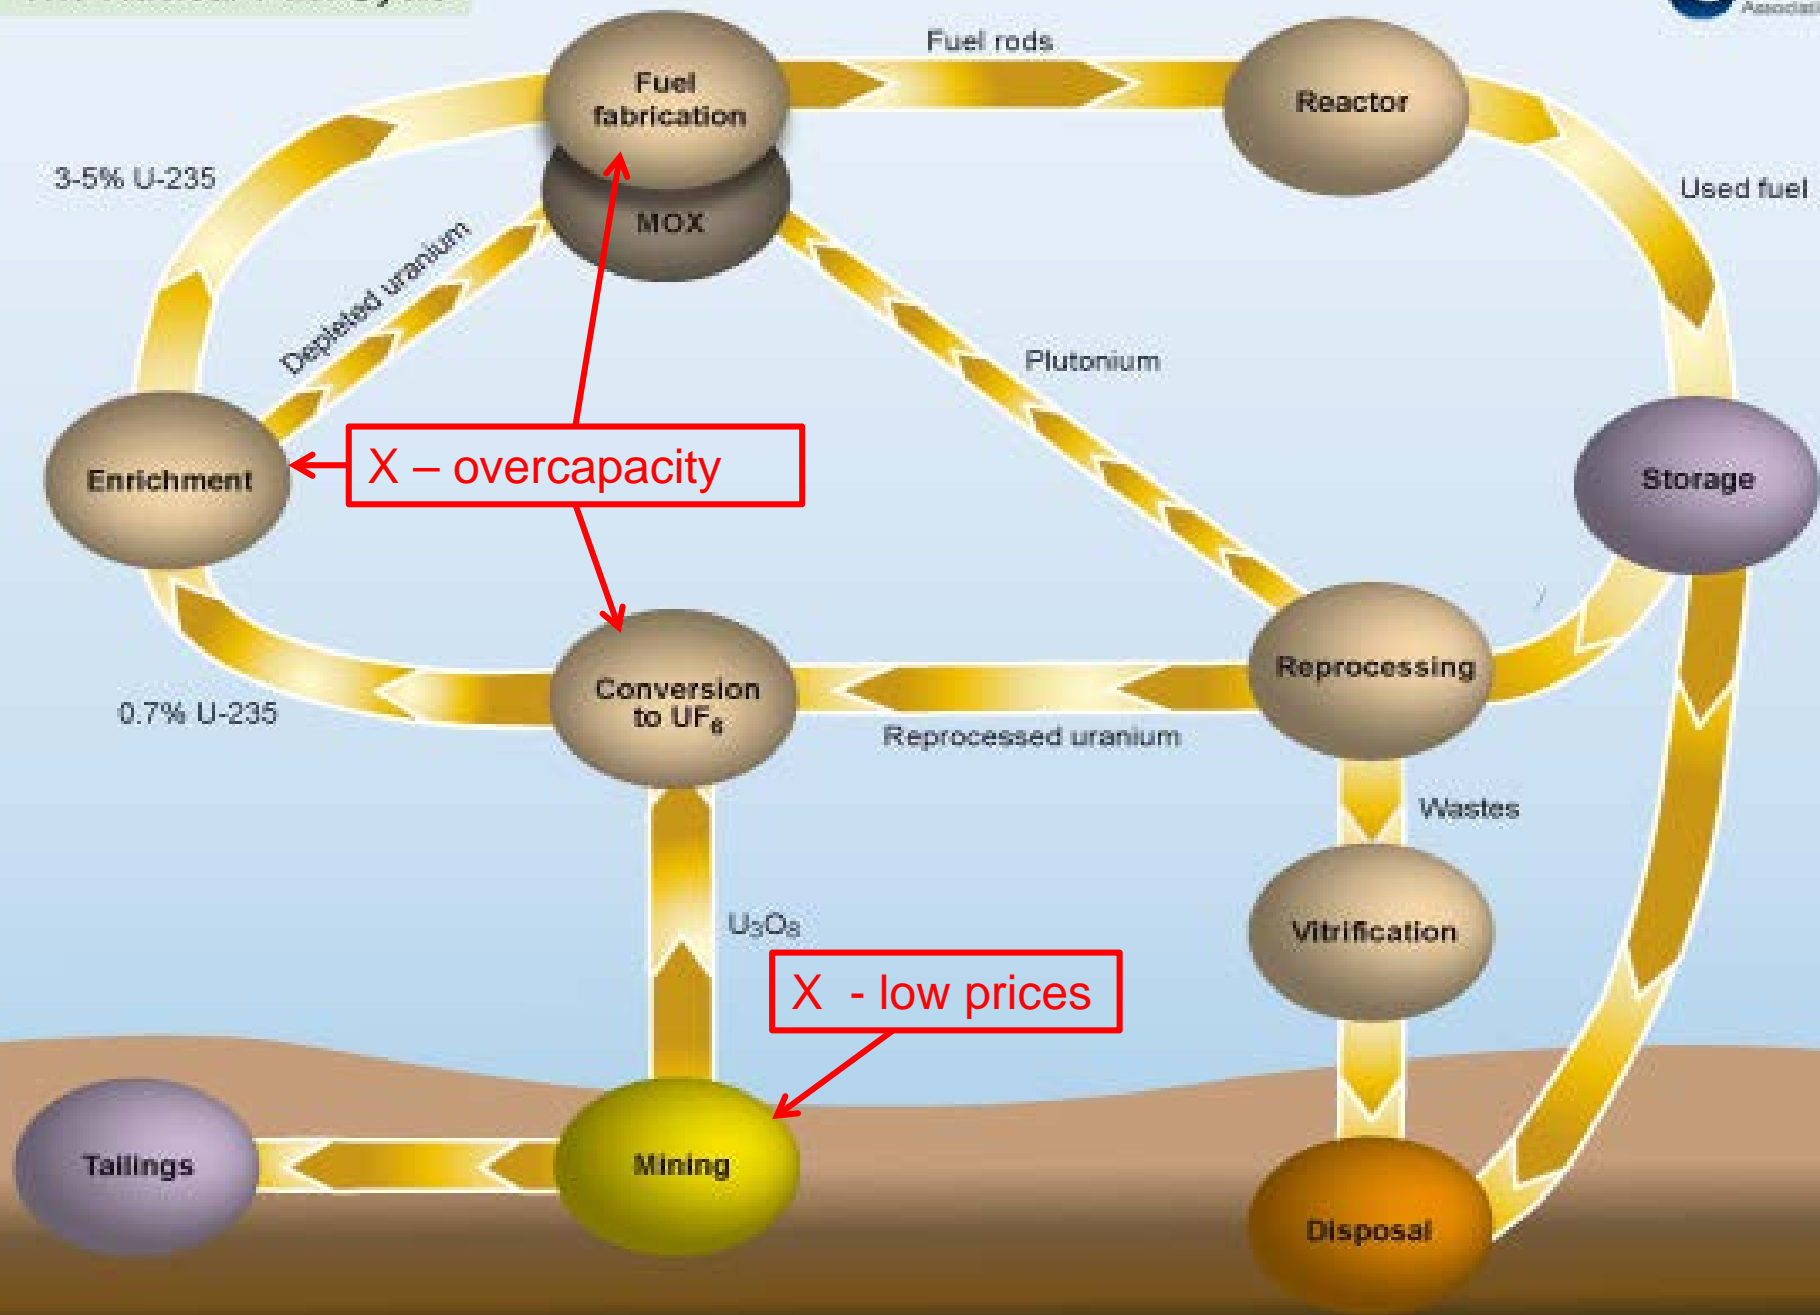 Fuel rods
Fuel
fabrication
Reactor
3-5% U-235
Used fuel
MOX
Depleted uranium
Plutonium
X – overcapacity
Enrichment
Storage
Conversion
to UF₆
Reprocessing
0.7% U-235
Reprocessed uranium
Wastes
U₃O₈
Vitrification
X - low prices
Tailings
Mining
Disposal